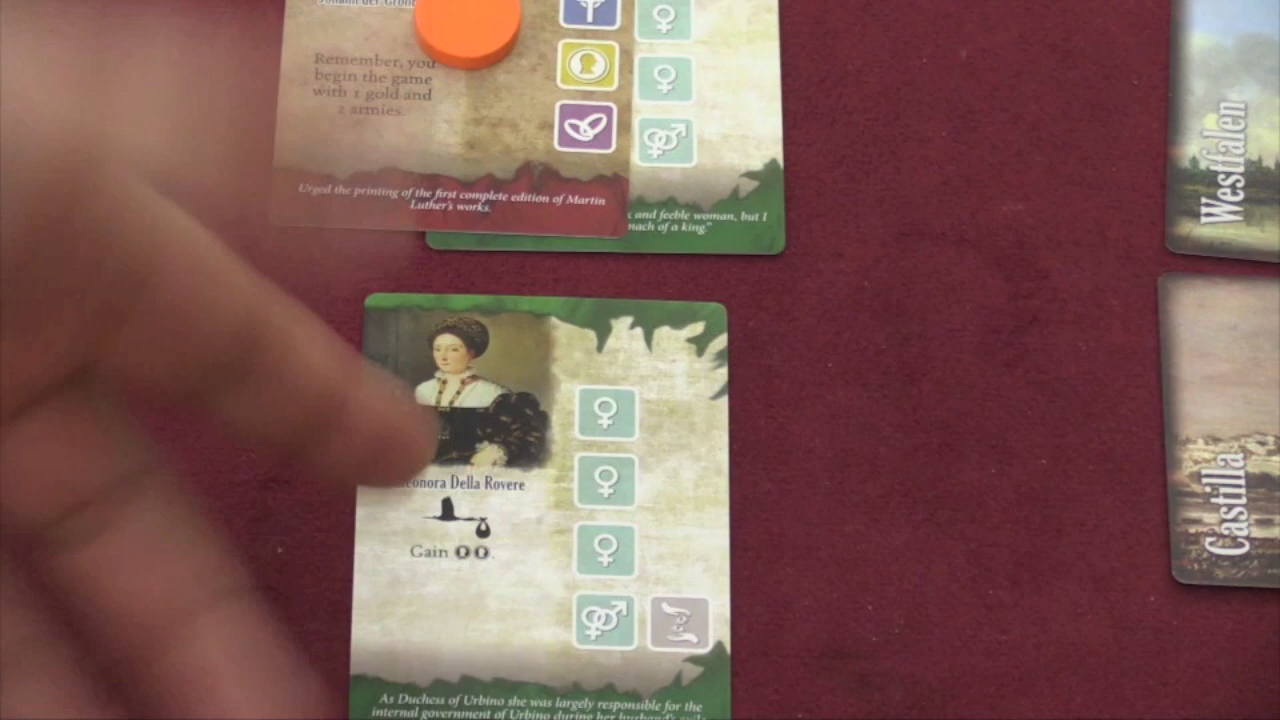 Remember, you
begin the game
with 1 gold and
2 armies.
Urged the printing of the first complete edition of Martin
Luther's works.
and feeble woman, but I
of a king."
Westfalen
Castilla
Della Rovere
Gain
As Duchess of Urbino she was largely responsible for the
internal government of Urbino during her husband's exile